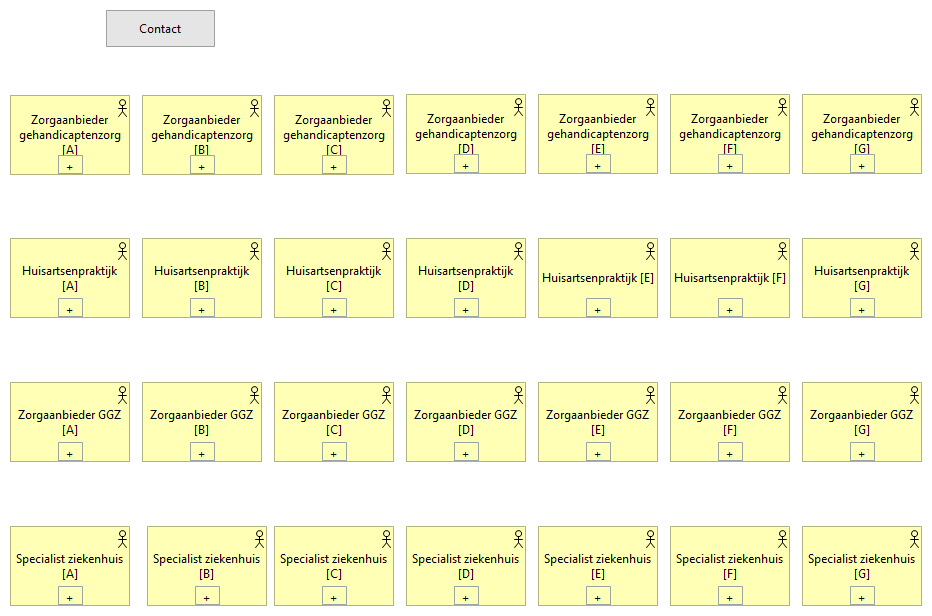 Contact
Zorgaanbieder
gehandicaptenzorg
[A]
+
Zorgaanbieder
gehandicaptenzorg
[B]
+
Zorgaanbieder
gehandicaptenzorg
[C]
+
Zorgaanbieder
gehandicaptenzorg
[D]
+
Zorgaanbieder
gehandicaptenzorg
[E]
+
Zorgaanbieder
gehandicaptenzorg
[F]
+
Zorgaanbieder
gehandicaptenzorg
[G]
+
Huisartsenpraktijk
[A]
+
Huisartsenpraktijk
[B]
+
Huisartsenpraktijk
[C]
+
Huisartsenpraktijk
[D]
+
Huisartsenpraktijk [E]
+
Huisartsenpraktijk [F]
+
Huisartsenpraktijk
[G]
+
Zorgaanbieder GGZ
[A]
+
Zorgaanbieder GGZ
[B]
+
Zorgaanbieder GGZ
[C]
+
Zorgaanbieder GGZ
[D]
+
Zorgaanbieder GGZ
[E]
+
Zorgaanbieder GGZ
[F]
+
Zorgaanbieder GGZ
[G]
+
Specialist ziekenhuis
[A]
+
Specialist ziekenhuis
[B]
+
Specialist ziekenhuis
[C]
+
Specialist ziekenhuis
[D]
+
Specialist ziekenhuis
[E]
+
Specialist ziekenhuis
[F]
+
Specialist ziekenhuis
[G]
+